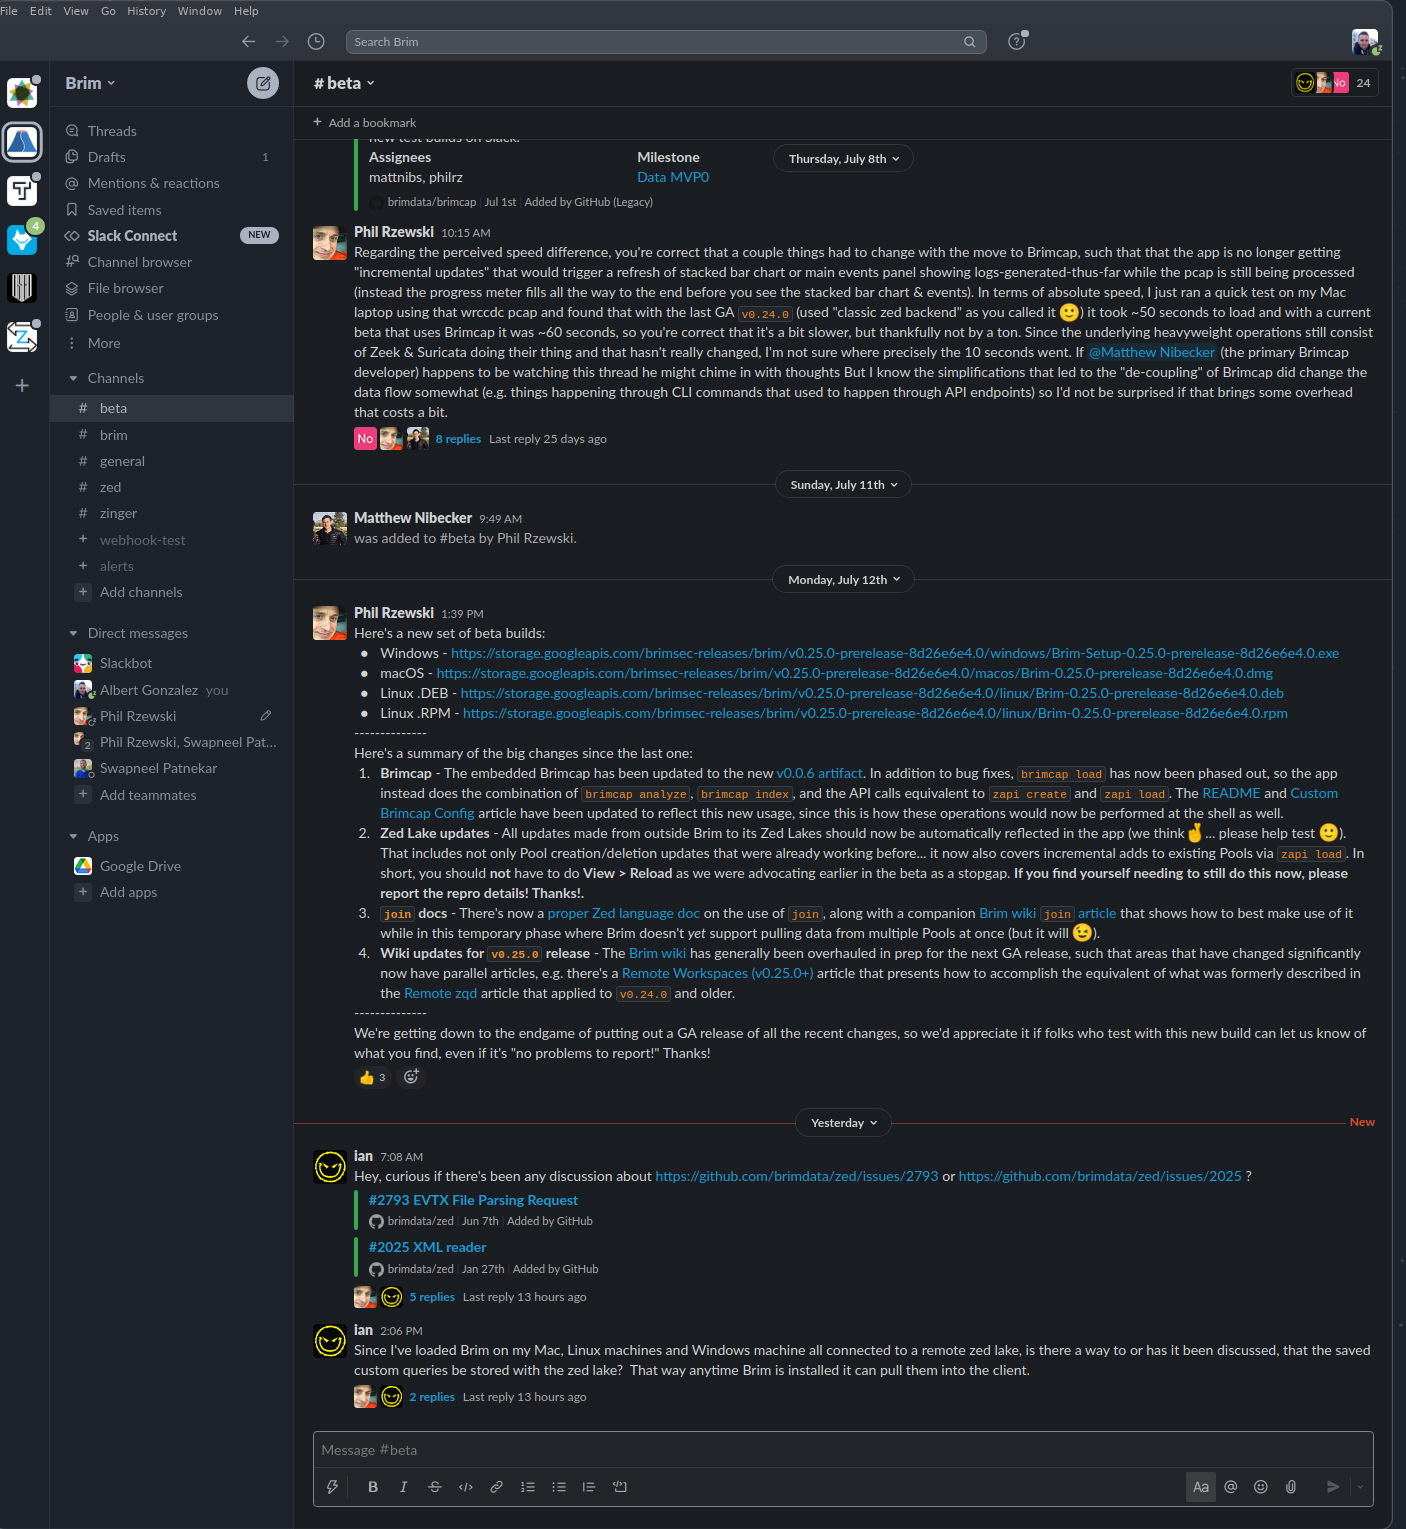 File Edit View Go History Window Help
Search Brim
Brim
Threads
Drafts 1
Mentions & reactions
Saved items
Slack Connect NEW
Channel browser
File browser
People & user groups
More
Channels
# beta
# brim
# general
# zed
# zinger
+ webhook-test
+ alerts
+ Add channels
Direct messages
Slackbot
Albert Gonzalez you
Phil Rzewski
2 Phil Rzewski, Swapneel Pat...
Swapneel Patnekar
+ Add teammates
Apps
Google Drive
+ Add apps
4
# beta
No 24
+ Add a bookmark
new test builds on Slack.
Thursday, July 8th
Assignees Milestone
mattnibs, philrz Data MVP0
brimdata/brimcap | Jul 1st | Added by GitHub (Legacy)
Phil Rzewski 10:15 AM
Regarding the perceived speed difference, you're correct that a couple things had to change with the move to Brimcap, such that that the app is no longer getting
"incremental updates" that would trigger a refresh of stacked bar chart or main events panel showing logs-generated-thus-far while the pcap is still being processed
(instead the progress meter fills all the way to the end before you see the stacked bar chart & events). In terms of absolute speed, I just ran a quick test on my Mac
laptop using that wrccdc pcap and found that with the last GA v0.24.0 (used "classic zed backend" as you called it 🙂) it took ~50 seconds to load and with a current
beta that uses Brimcap it was ~60 seconds, so you're correct that it's a bit slower, but thankfully not by a ton. Since the underlying heavyweight operations still consist
of Zeek & Suricata doing their thing and that hasn't really changed, I'm not sure where precisely the 10 seconds went. If @Matthew Nibecker (the primary Brimcap
developer) happens to be watching this thread he might chime in with thoughts But I know the simplifications that led to the "de-coupling" of Brimcap did change the
data flow somewhat (e.g. things happening through CLI commands that used to happen through API endpoints) so I'd not be surprised if that brings some overhead
that costs a bit.
No 8 replies Last reply 25 days ago
Sunday, July 11th
Matthew Nibecker 9:49 AM
was added to #beta by Phil Rzewski.
Monday, July 12th
Phil Rzewski 1:39 PM
Here's a new set of beta builds:
● Windows - https://storage.googleapis.com/brimsec-releases/brim/v0.25.0-prerelease-8d26e6e4.0/windows/Brim-Setup-0.25.0-prerelease-8d26e6e4.0.exe
● macOS - https://storage.googleapis.com/brimsec-releases/brim/v0.25.0-prerelease-8d26e6e4.0/macos/Brim-0.25.0-prerelease-8d26e6e4.0.dmg
● Linux .DEB - https://storage.googleapis.com/brimsec-releases/brim/v0.25.0-prerelease-8d26e6e4.0/linux/Brim-0.25.0-prerelease-8d26e6e4.0.deb
● Linux .RPM - https://storage.googleapis.com/brimsec-releases/brim/v0.25.0-prerelease-8d26e6e4.0/linux/Brim-0.25.0-prerelease-8d26e6e4.0.rpm
--------------
Here's a summary of the big changes since the last one:
1. Brimcap - The embedded Brimcap has been updated to the new v0.0.6 artifact. In addition to bug fixes, brimcap load has now been phased out, so the app
instead does the combination of brimcap analyze, brimcap index, and the API calls equivalent to zapi create and zapi load. The README and Custom
Brimcap Config article have been updated to reflect this new usage, since this is how these operations would now be performed at the shell as well.
2. Zed Lake updates - All updates made from outside Brim to its Zed Lakes should now be automatically reflected in the app (we think🤞... please help test 🙂).
That includes not only Pool creation/deletion updates that were already working before... it now also covers incremental adds to existing Pools via zapi load. In
short, you should not have to do View > Reload as we were advocating earlier in the beta as a stopgap. If you find yourself needing to still do this now, please
report the repro details! Thanks!.
3. join docs - There's now a proper Zed language doc on the use of join, along with a companion Brim wiki join article that shows how to best make use of it
while in this temporary phase where Brim doesn't yet support pulling data from multiple Pools at once (but it will 😉).
4. Wiki updates for v0.25.0 release - The Brim wiki has generally been overhauled in prep for the next GA release, such that areas that have changed significantly
now have parallel articles, e.g. there's a Remote Workspaces (v0.25.0+) article that presents how to accomplish the equivalent of what was formerly described in
the Remote zqd article that applied to v0.24.0 and older.
--------------
We're getting down to the endgame of putting out a GA release of all the recent changes, so we'd appreciate it if folks who test with this new build can let us know of
what you find, even if it's "no problems to report!" Thanks!
👍 3
Yesterday New
ian 7:08 AM
Hey, curious if there's been any discussion about https://github.com/brimdata/zed/issues/2793 or https://github.com/brimdata/zed/issues/2025 ?
#2793 EVTX File Parsing Request
brimdata/zed | Jun 7th | Added by GitHub
#2025 XML reader
brimdata/zed | Jan 27th | Added by GitHub
5 replies Last reply 13 hours ago
ian 2:06 PM
Since I've loaded Brim on my Mac, Linux machines and Windows machine all connected to a remote zed lake, is there a way to or has it been discussed, that the saved
custom queries be stored with the zed lake? That way anytime Brim is installed it can pull them into the client.
2 replies Last reply 13 hours ago
Message #beta
B I S </> Aa @